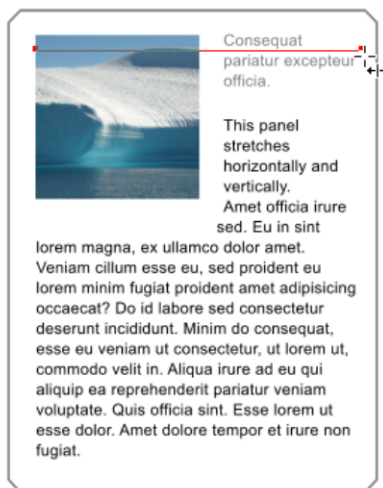 Consequat
pariatur excepteur
officia.
This panel
stretches
horizontally and
vertically.
Amet officia irure
sed. Eu in sint
lorem magna, ex ullamco dolor amet.
Veniam cillum esse eu, sed proident eu
lorem minim fugiat proident amet adipisicing
occaecat? Do id labore sed consectetur
deserunt incididunt. Minim do consequat,
esse eu veniam ut consectetur, ut lorem ut,
commodo velit in. Aliqua irure ad eu qui
aliquip ea reprehenderit pariatur veniam
voluptate. Quis officia sint. Esse lorem ut
esse dolor. Amet dolore tempor et irure non
fugiat.